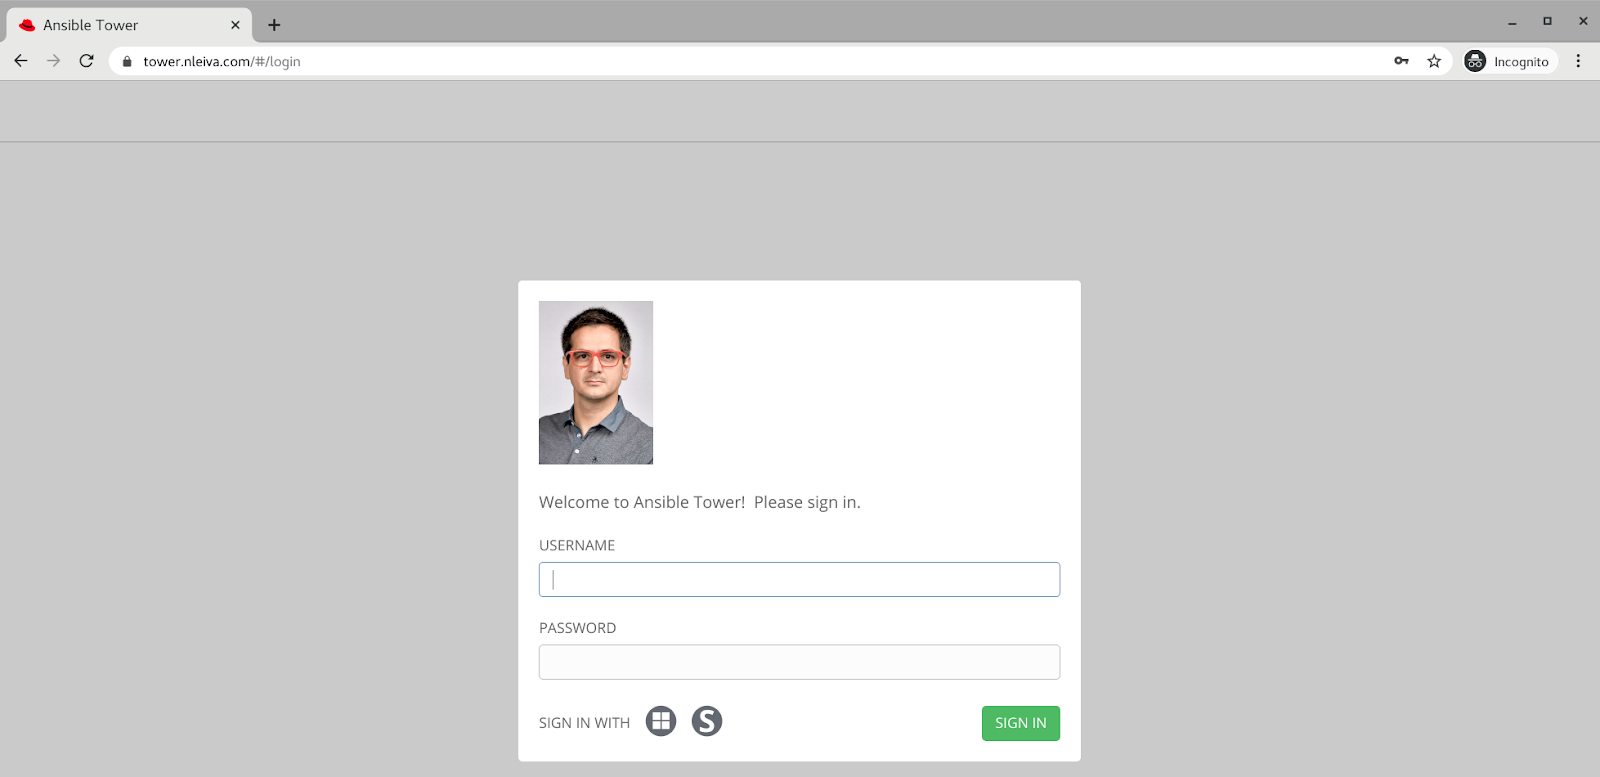 Ansible Tower
tower.nleiva.com/#/login
Incognito
Welcome to Ansible Tower!  Please sign in.
USERNAME
PASSWORD
SIGN IN WITH
S
SIGN IN